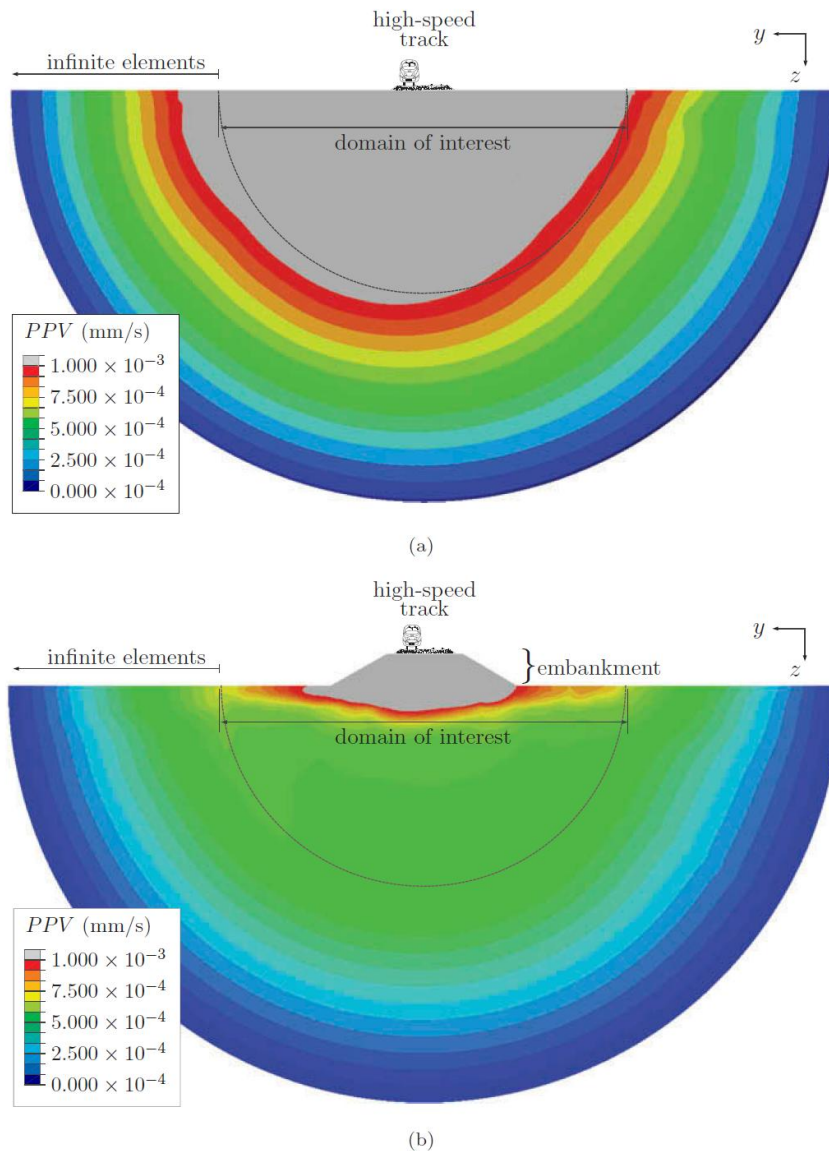 high-speed
track
y
z
infinite elements
domain of interest
PPV (mm/s)
1.000 × 10⁻³
7.500 × 10⁻⁴
5.000 × 10⁻⁴
2.500 × 10⁻⁴
0.000 × 10⁻⁴
(a)
high-speed
track
y
z
infinite elements
embankment
domain of interest
PPV (mm/s)
1.000 × 10⁻³
7.500 × 10⁻⁴
5.000 × 10⁻⁴
2.500 × 10⁻⁴
0.000 × 10⁻⁴
(b)